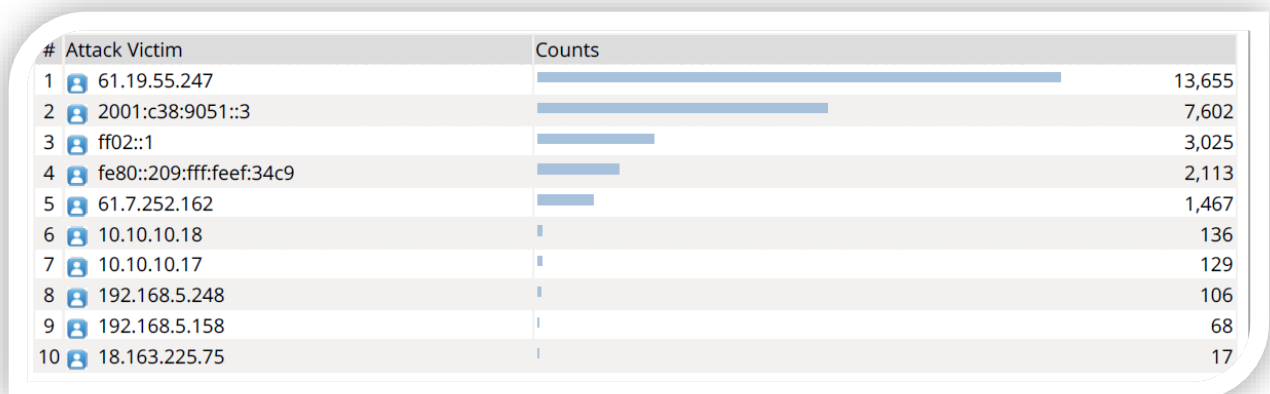 # Attack Victim Counts
1 61.19.55.247 13,655
2 2001:c38:9051::3 7,602
3 ff02::1 3,025
4 fe80::209:fff:feef:34c9 2,113
5 61.7.252.162 1,467
6 10.10.10.18 136
7 10.10.10.17 129
8 192.168.5.248 106
9 192.168.5.158 68
10 18.163.225.75 17